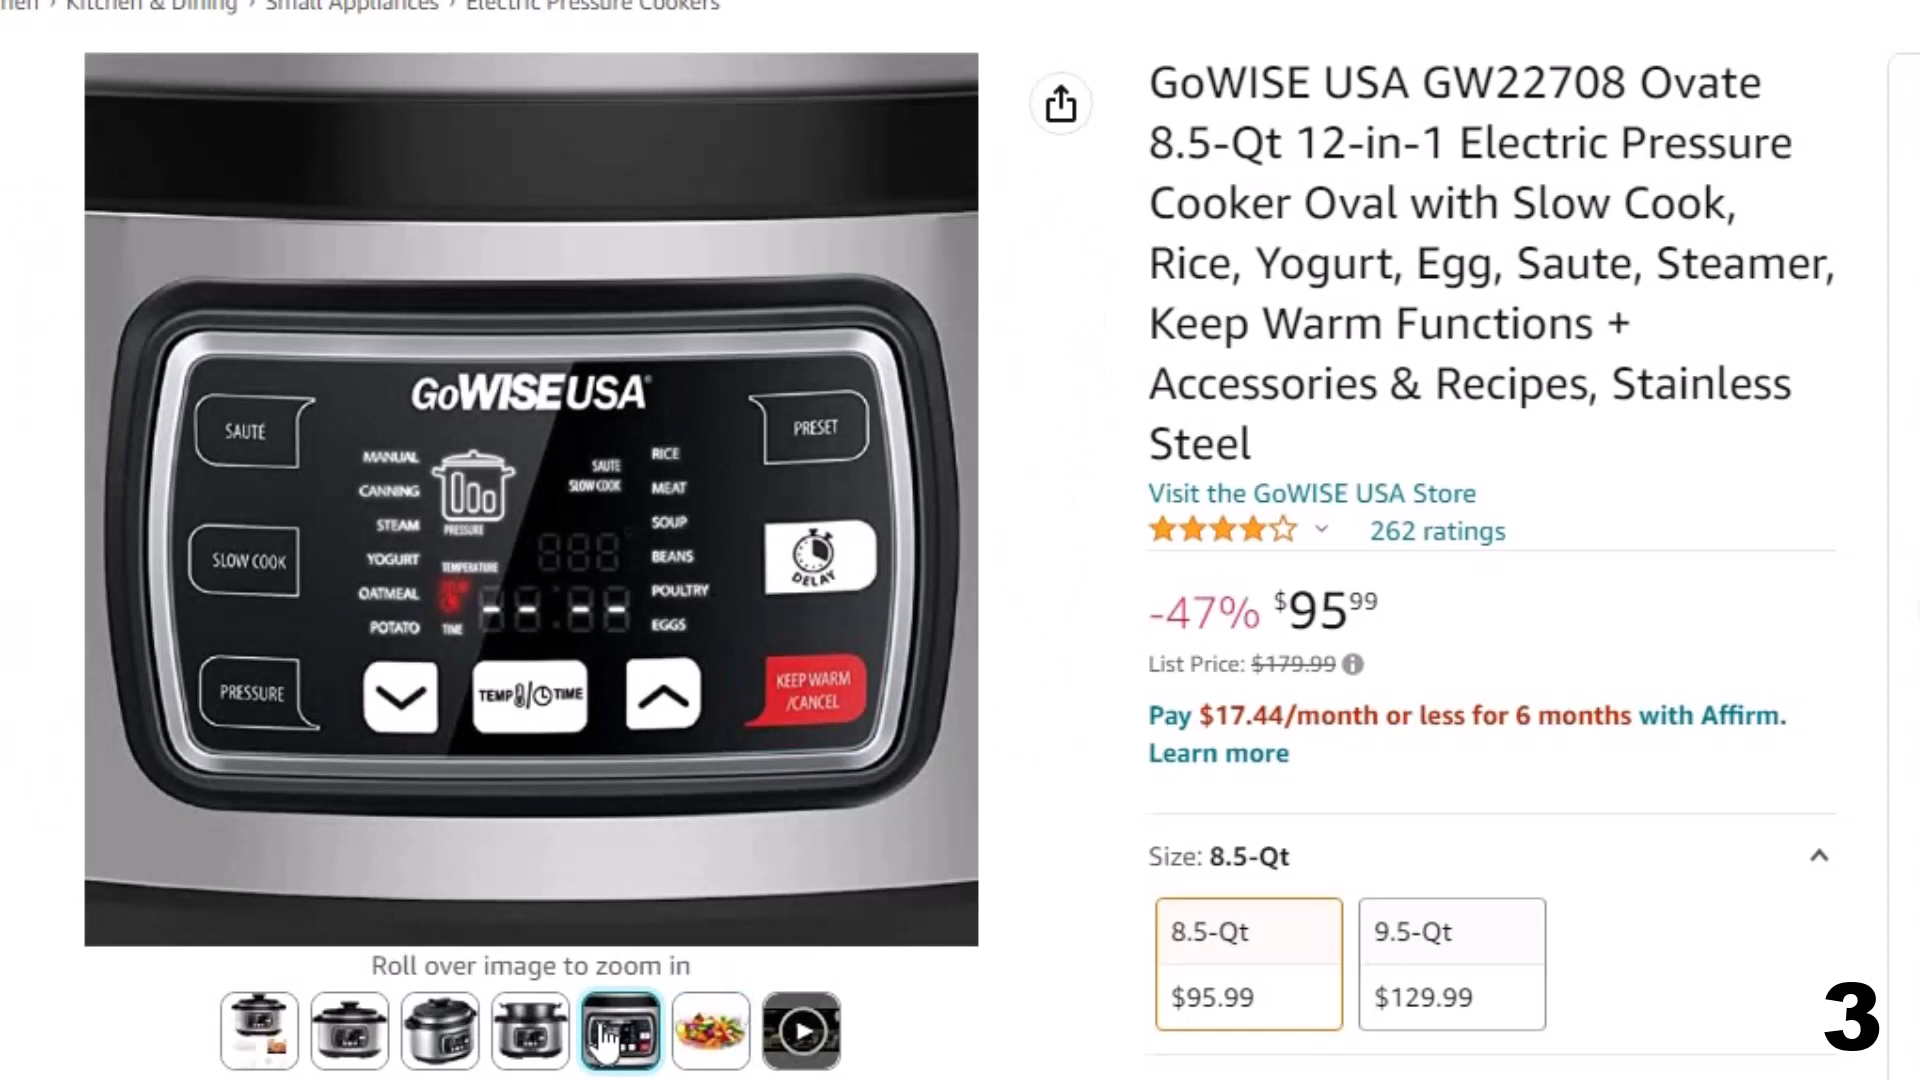 Kitchen & Dining › Small Appliances › Electric Pressure Cookers
GoWISE USA GW22708 Ovate
8.5-Qt 12-in-1 Electric Pressure
Cooker Oval with Slow Cook,
Rice, Yogurt, Egg, Saute, Steamer,
Keep Warm Functions +
Accessories & Recipes, Stainless
Steel
Visit the GoWISE USA Store
262 ratings
-47% $95 99
List Price: $179.99
Pay $17.44/month or less for 6 months with Affirm.
Learn more
Size: 8.5-Qt
8.5-Qt
$95.99
9.5-Qt
$129.99
GoWISE USA®
SAUTÉ
SLOW COOK
PRESSURE
MANUAL
CANNING
STEAM
YOGURT
OATMEAL
POTATO
PRESSURE
TEMPERATURE
TIME
SAUTE
SLOW COOK
RICE
MEAT
SOUP
BEANS
POULTRY
EGGS
PRESET
DELAY
KEEP WARM
/CANCEL
TEMP / TIME
Roll over image to zoom in
3